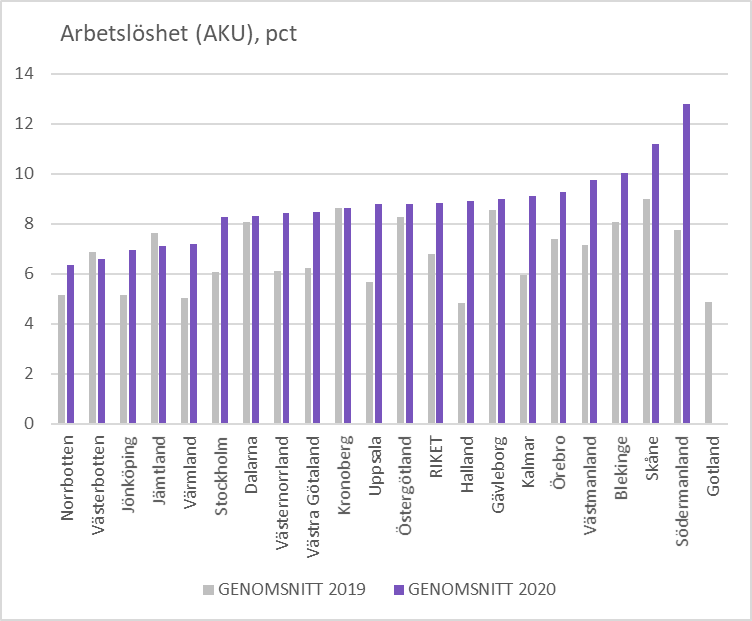 Arbetslöshet (AKU), pct
14
12
10
8
6
4
2
0
Norrbotten
Västerbotten
Jönköping
Jämtland
Värmland
Stockholm
Dalarna
Västernorrland
Västra Götaland
Kronoberg
Uppsala
Östergötland
RIKET
Halland
Gävleborg
Kalmar
Örebro
Västmanland
Blekinge
Skåne
Södermanland
Gotland
GENOMSNITT 2019 GENOMSNITT 2020